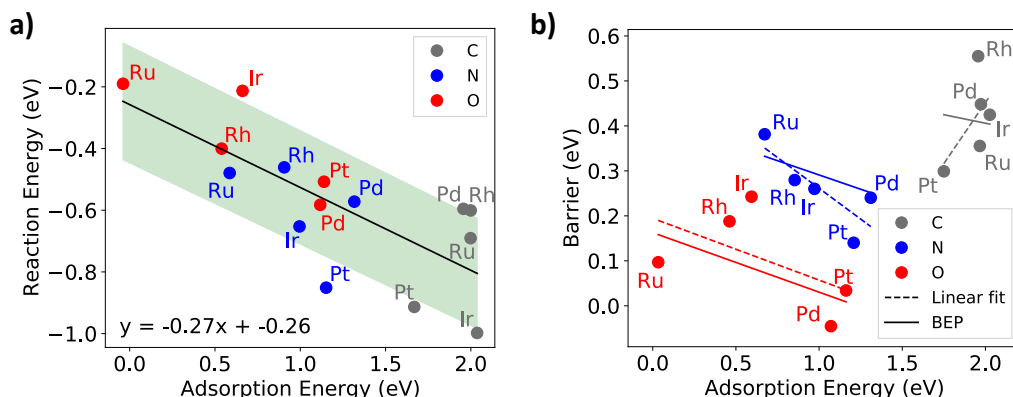 a)
Reaction Energy (eV)
−0.2
−0.4
−0.6
−0.8
−1.0
0.0
0.5
1.0
1.5
2.0
Adsorption Energy (eV)
C
N
O
Ru
Ir
Rh
Rh
Ru
Pt
Pd
Pd
Ir
Pt
Pd
Rh
Ru
Pt
Ir
y = -0.27x + -0.26
b)
Barrier (eV)
0.6
0.5
0.4
0.3
0.2
0.1
0.0
0.0
0.5
1.0
1.5
2.0
Adsorption Energy (eV)
Rh
Pd
Ir
Ru
Pt
Ru
Rh
Ir
Pd
Pt
Ir
Rh
Ru
Pt
Pd
C
N
O
Linear fit
BEP